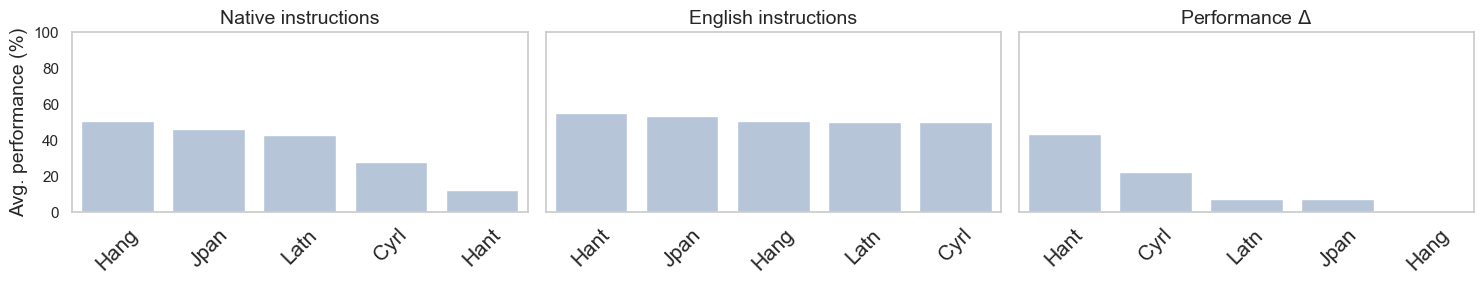 Native instructions
English instructions
Performance Δ
Avg. performance (%)
100
80
60
40
20
0
Hang Jpan Latn Cyrl Hant
Hant Jpan Hang Latn Cyrl
Hant Cyrl Latn Jpan Hang